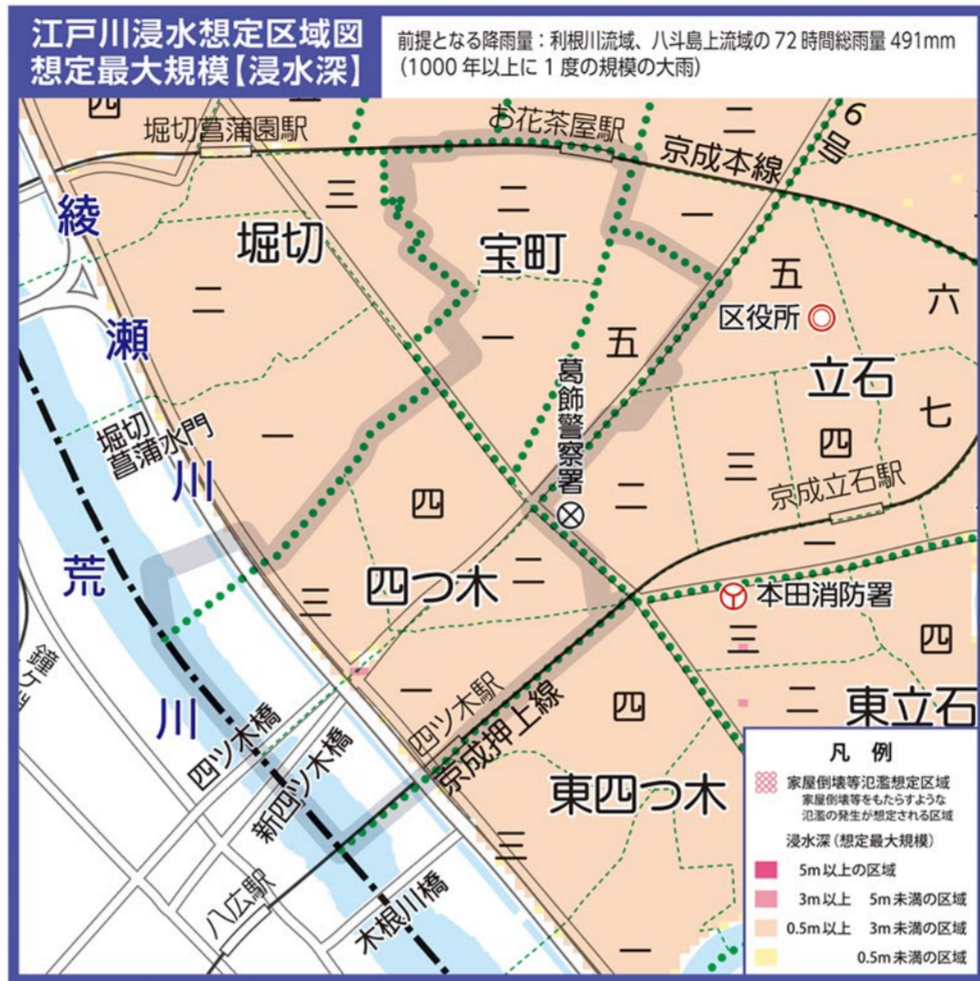 江戸川浸水想定区域図
想定最大規模【浸水深】
前提となる降雨量：利根川流域、八斗島上流域の72時間総雨量 491mm
（1000年以上に1度の規模の大雨）
四
堀切菖蒲園駅
お花茶屋駅
二
6号
京成本線
三
二
一
綾瀬川
堀切
宝町
二
一
五
五
六
区役所
立石
七
葛飾警察署
堀切
菖蒲水門
一
四
三
四
二
京成立石駅
一
荒川
四つ木
二
三
本田消防署
三
四
四ツ木橋
新四ツ木橋
一
四ツ木駅
京成押上線
四
二
東立石
東四つ木
三
八広駅
木根川橋
一
凡 例
家屋倒壊等氾濫想定区域
家屋倒壊等をもたらすような
氾濫の発生が想定される区域
浸水深（想定最大規模）
5m以上の区域
3m以上 5m未満の区域
0.5m以上 3m未満の区域
0.5m未満の区域